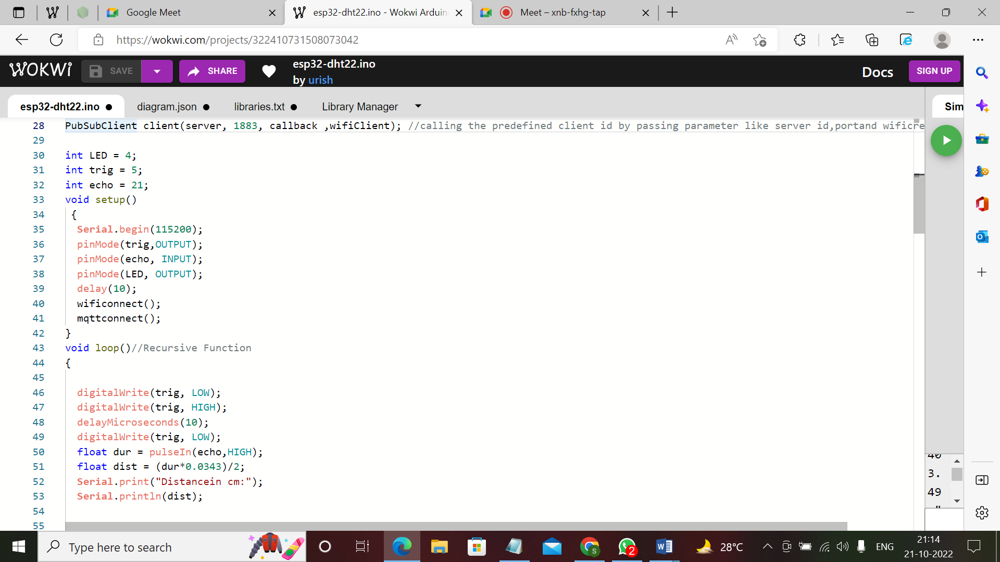 Google Meet
esp32-dht22.ino - Wokwi Arduin
Meet – xnb-fxhg-tap
https://wokwi.com/projects/322410731508073042
WOKWi
SAVE
SHARE
esp32-dht22.ino
by urish
Docs
SIGN UP
esp32-dht22.ino
diagram.json
libraries.txt
Library Manager
Sim
28 PubSubClient client(server, 1883, callback ,wifiClient); //calling the predefined client id by passing parameter like server id,portand wificre
29
30 int LED = 4;
31 int trig = 5;
32 int echo = 21;
33 void setup()
34 {
35 Serial.begin(115200);
36 pinMode(trig,OUTPUT);
37 pinMode(echo, INPUT);
38 pinMode(LED, OUTPUT);
39 delay(10);
40 wificonnect();
41 mqttconnect();
42 }
43 void loop()//Recursive Function
44 {
45
46 digitalWrite(trig, LOW);
47 digitalWrite(trig, HIGH);
48 delayMicroseconds(10);
49 digitalWrite(trig, LOW);
50 float dur = pulseIn(echo,HIGH);
51 float dist = (dur*0.0343)/2;
52 Serial.print("Distancein cm:");
53 Serial.println(dist);
54
55
40
3.
49
"
Type here to search
2
28°C
ENG
21:14
21-10-2022